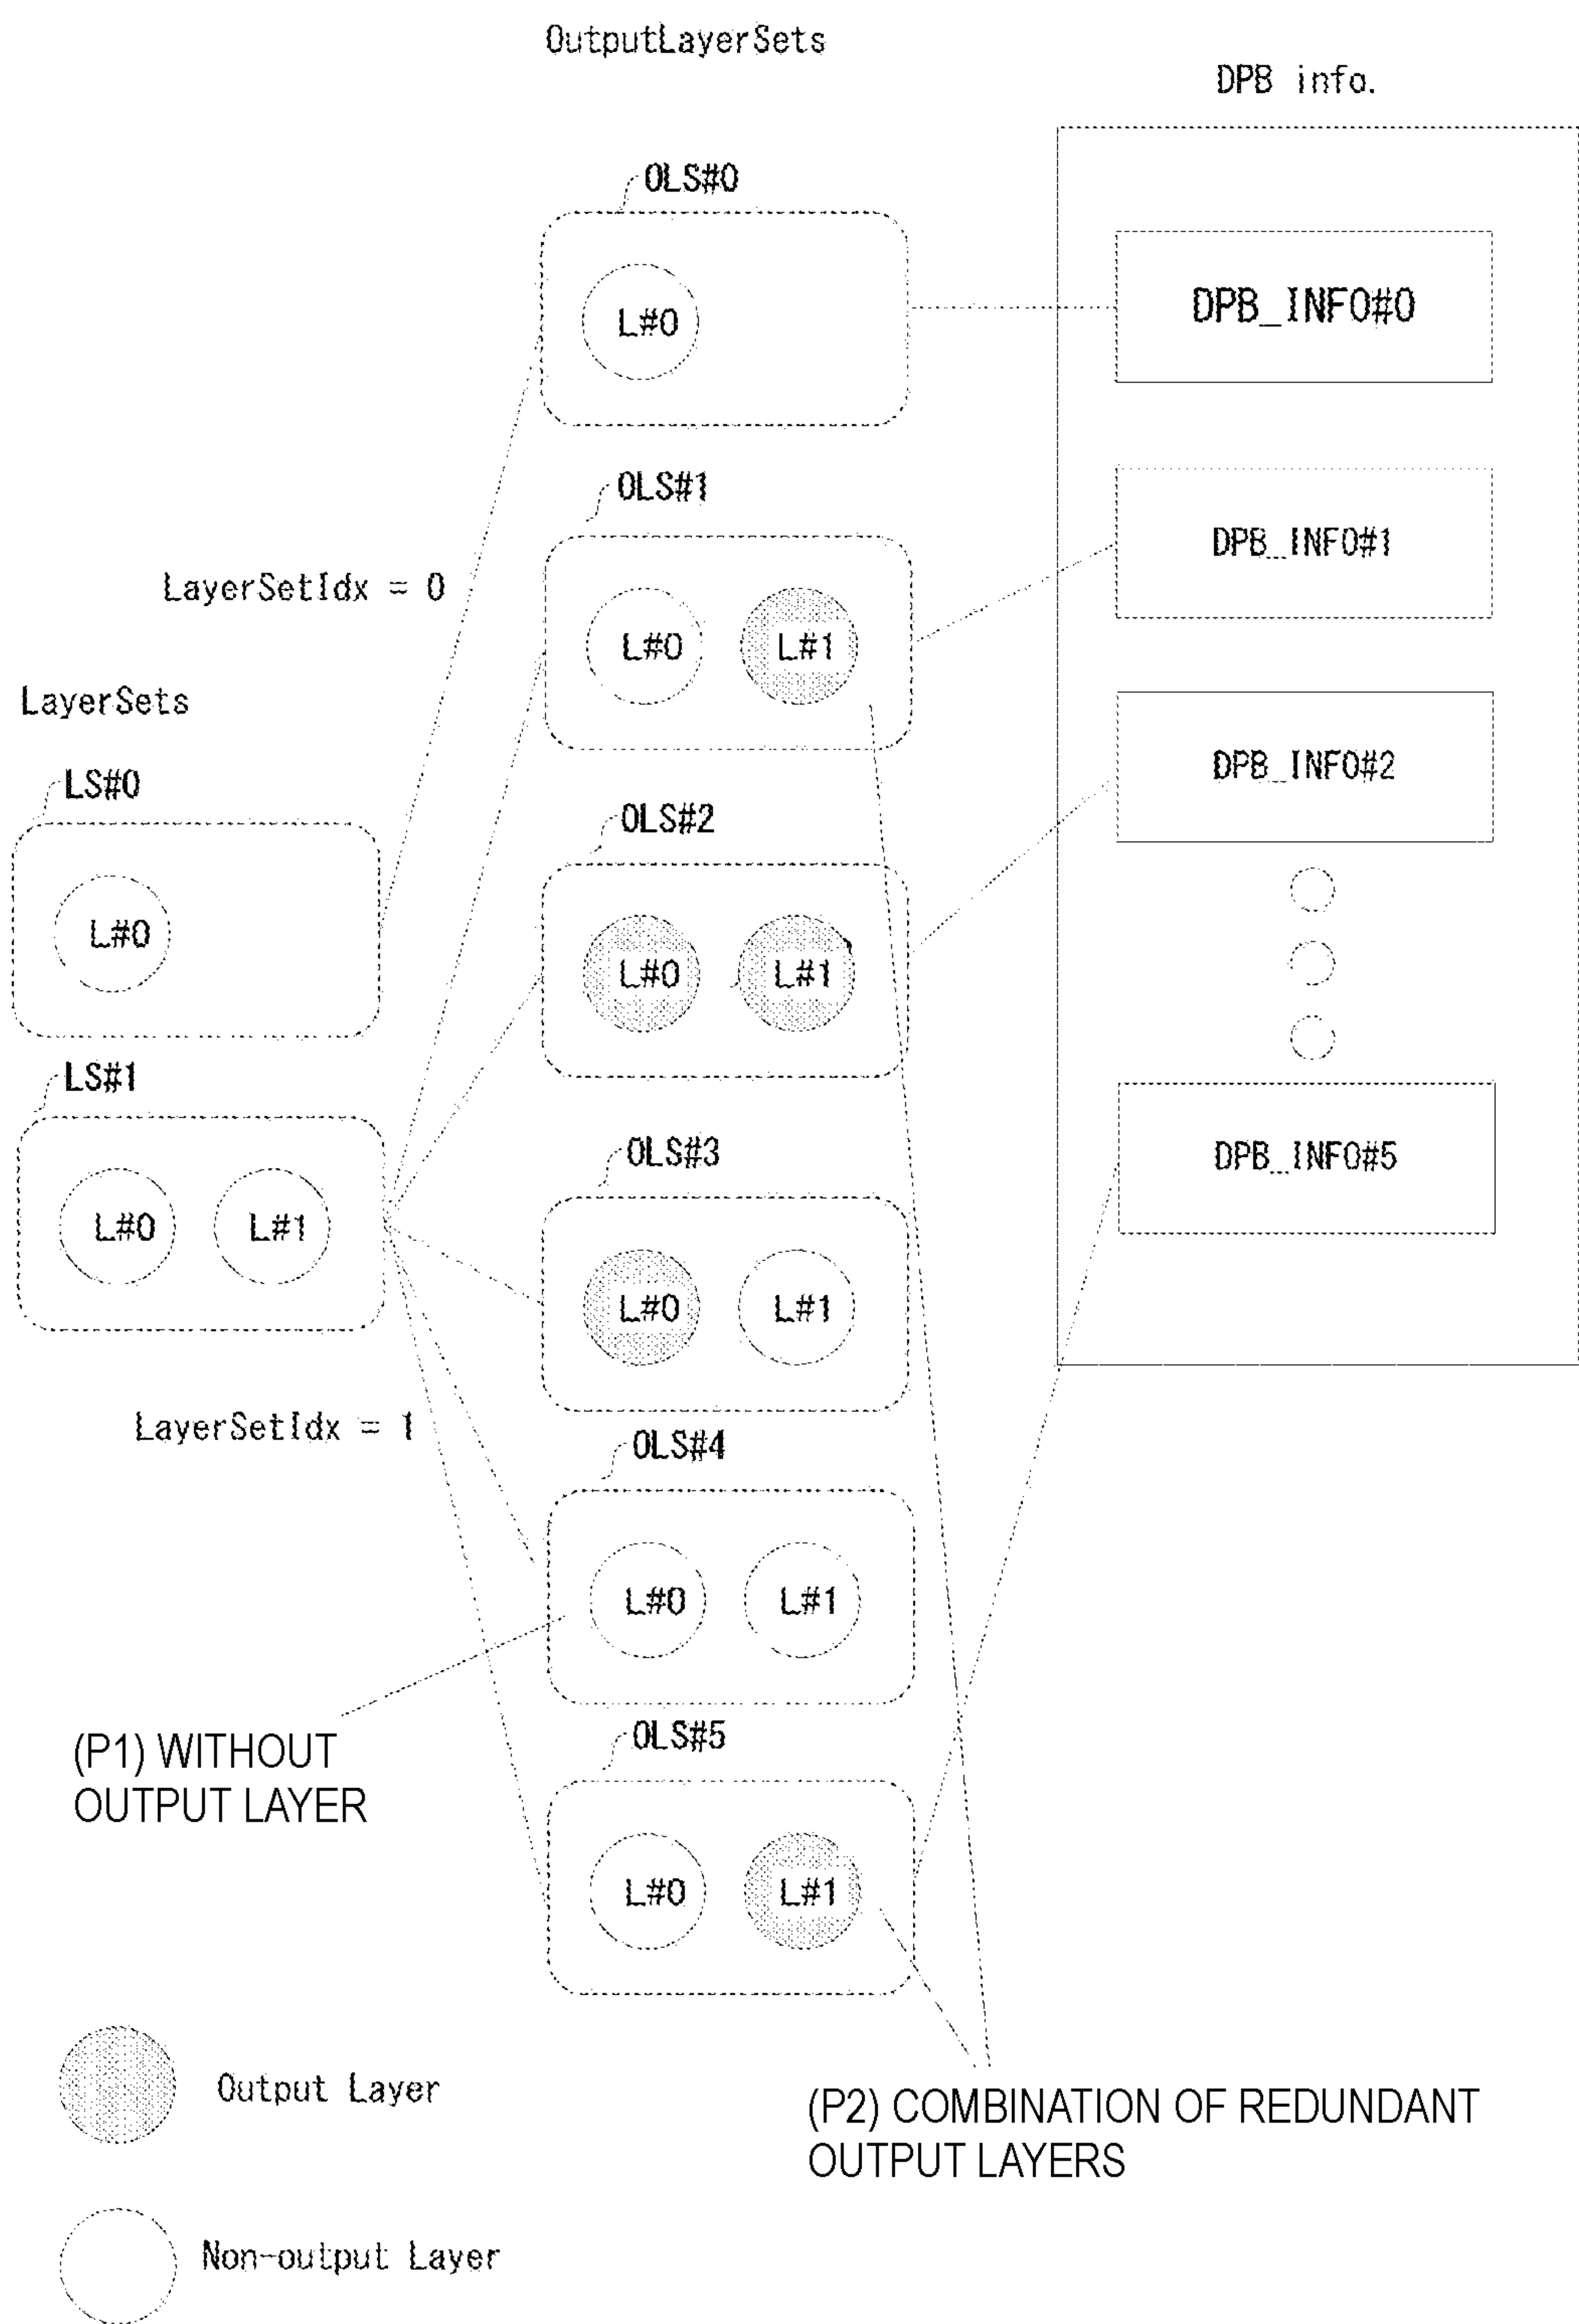 OutputLayerSets
DPB info.
OLS#0
L#0
DPB_INFO#0
OLS#1
L#0 L#1
DPB_INFO#1
LayerSetIdx = 0
LayerSets
LS#0
L#0
OLS#2
L#0 L#1
DPB_INFO#2
LS#1
L#0 L#1
OLS#3
L#0 L#1
DPB_INFO#5
LayerSetIdx = 1
OLS#4
L#0 L#1
(P1) WITHOUT
OUTPUT LAYER
OLS#5
L#0 L#1
Output Layer
(P2) COMBINATION OF REDUNDANT
OUTPUT LAYERS
Non-output Layer